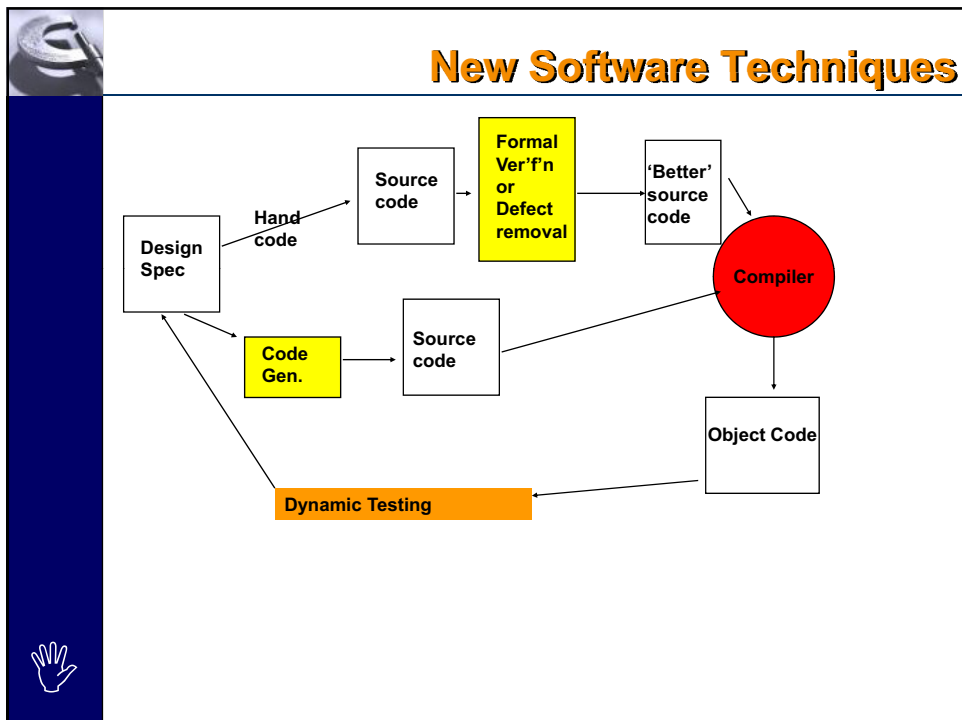 New Software Techniques
Formal
Ver’f’n
or
Defect
removal
Source
code
‘Better’
source
code
Hand
code
Design
Spec
Compiler
Code
Gen.
Source
code
Object Code
Dynamic Testing